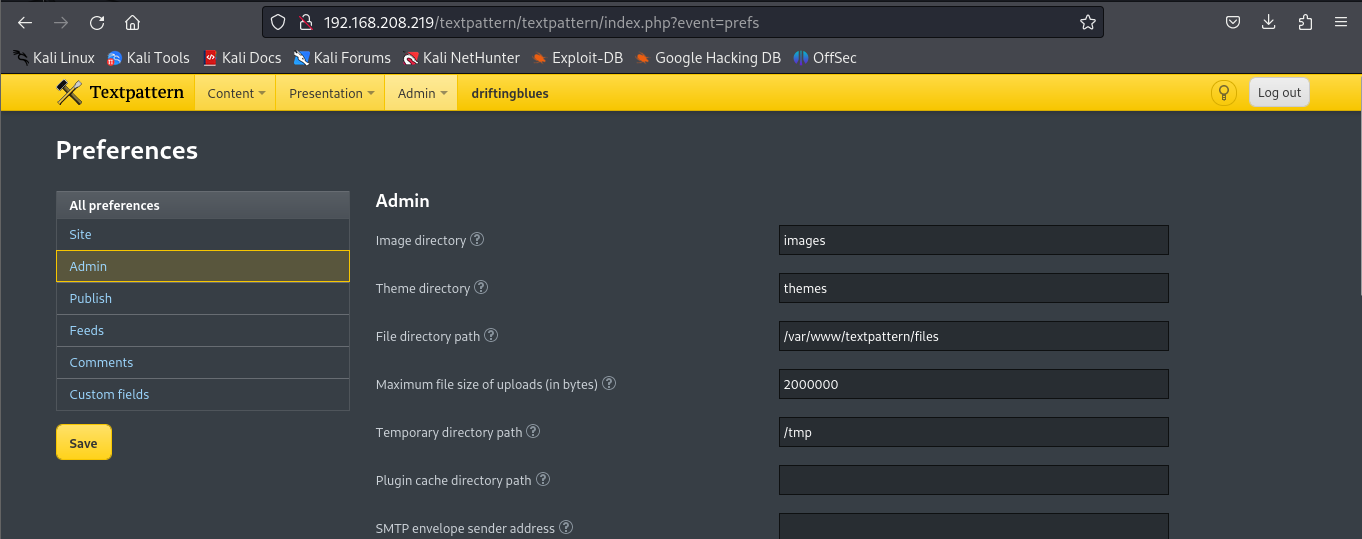 192.168.208.219/textpattern/textpattern/index.php?event=prefs
Kali Linux Kali Tools Kali Docs Kali Forums Kali NetHunter Exploit-DB Google Hacking DB OffSec
Textpattern Content Presentation Admin driftingblues Log out
Preferences
All preferences
Site
Admin
Publish
Feeds
Comments
Custom fields
Save
Admin
Image directory ? images
Theme directory ? themes
File directory path ? /var/www/textpattern/files
Maximum file size of uploads (in bytes) ? 2000000
Temporary directory path ? /tmp
Plugin cache directory path ?
SMTP envelope sender address ?